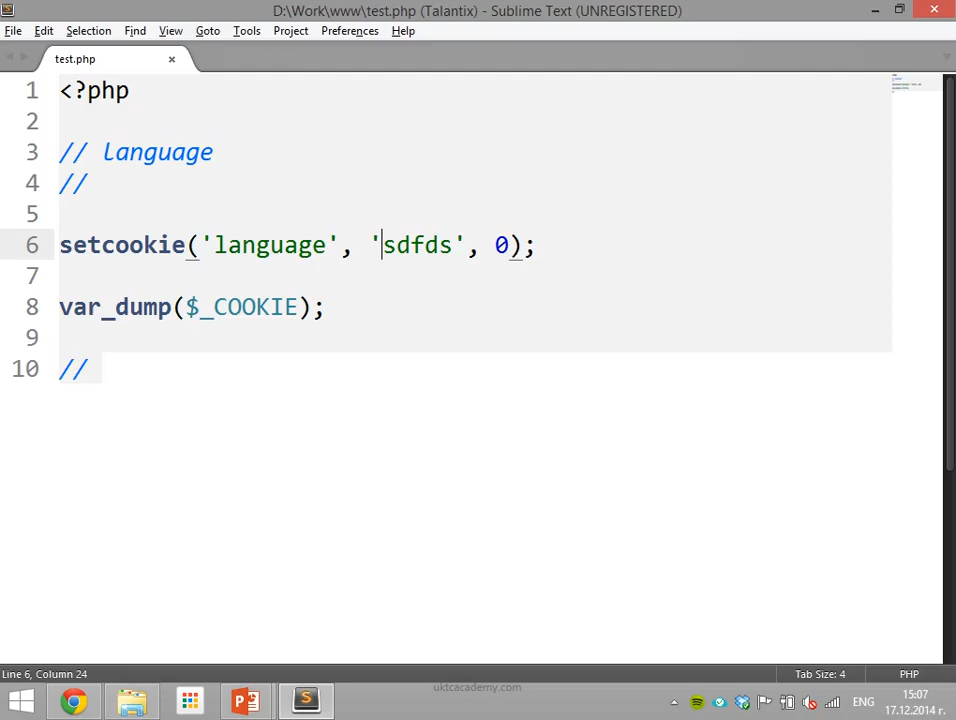 D:\Work\www\test.php (Talantix) - Sublime Text (UNREGISTERED)
File Edit Selection Find View Goto Tools Project Preferences Help
test.php
1 <?php
2
3 // language
4 //
5
6 setcookie('language', 'sdfds', 0);
7
8 var_dump($_COOKIE);
9
10 //
Line 6, Column 24 Tab Size: 4 PHP
uktcacademy.com
ENG 15:07
17.12.2014 г.